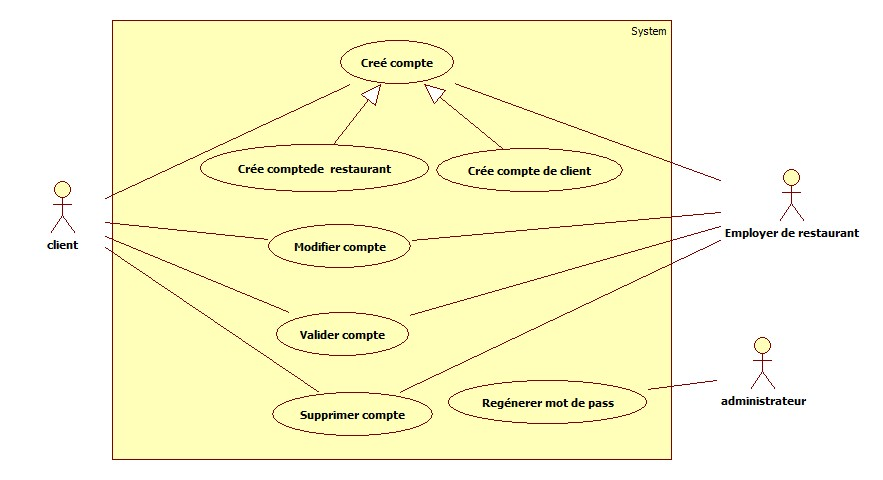 System
Creé compte
Crée comptede restaurant
Crée compte de client
client
Employer de restaurant
Modifier compte
Valider compte
Supprimer compte
Regénerer mot de pass
administrateur